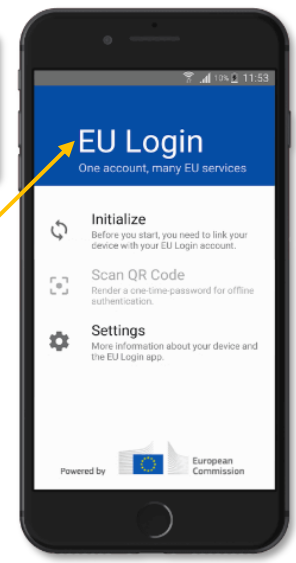 10% 11:53
EU Login
One account, many EU services
Initialize
Before you start, you need to link your
device with your EU Login account.
Scan QR Code
Render a one-time-password for offline
authentication.
Settings
More information about your device and
the EU Login app.
Powered by
European
Commission